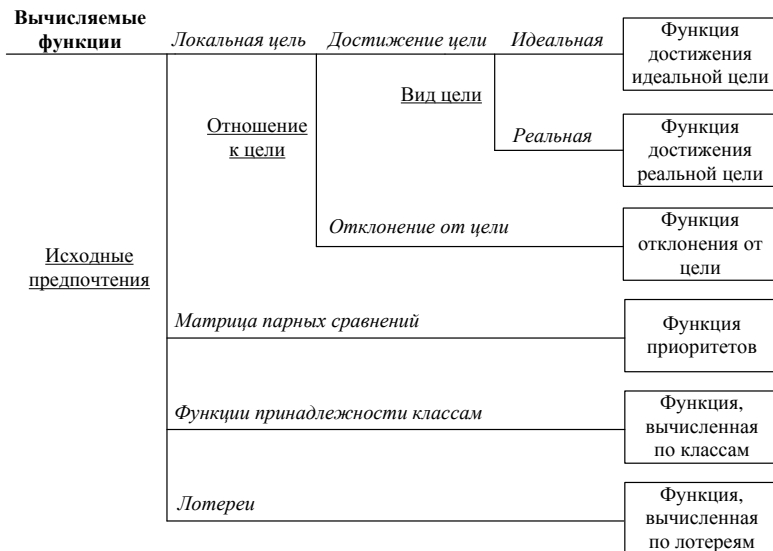 Вычисляемые
функции
Локальная цель
Достижение цели
Идеальная
Функция
достижения
идеальной цели
Вид цели
Отношение
к цели
Реальная
Функция
достижения
реальной цели
Отклонение от цели
Функция
отклонения от
цели
Исходные
предпочтения
Матрица парных сравнений
Функция
приоритетов
Функции принадлежности классам
Функция,
вычисленная
по классам
Лотереи
Функция,
вычисленная
по лотереям